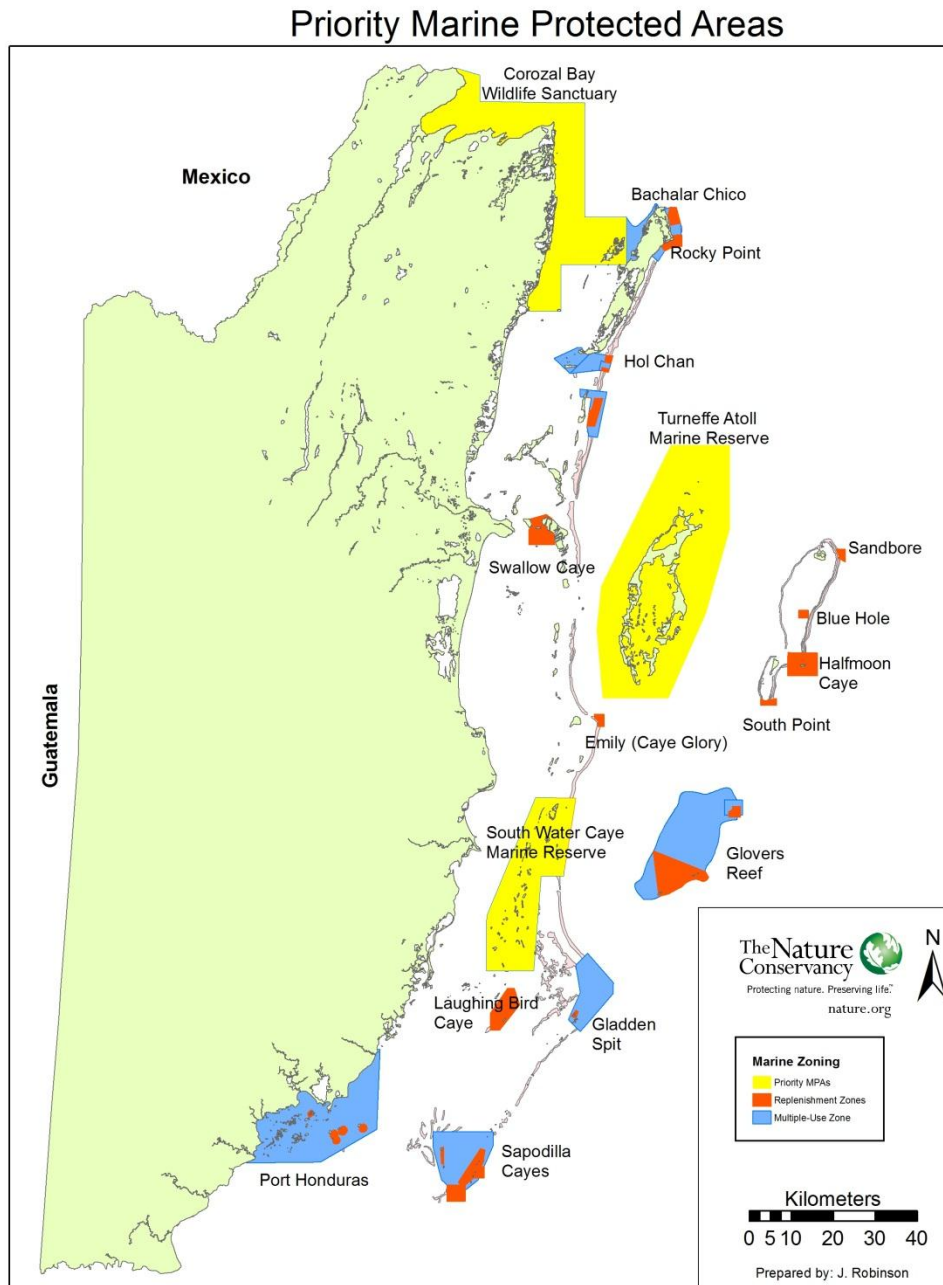 Priority Marine Protected Areas
Corozal Bay
Wildlife Sanctuary
Mexico
Bachalar Chico
Rocky Point
Hol Chan
Turneffe Atoll
Marine Reserve
Sandbore
Swallow Caye
Blue Hole
Halfmoon
Caye
Guatemala
South Point
Emily (Caye Glory)
South Water Caye
Marine Reserve
Glovers
Reef
Laughing Bird
Caye
Gladden
Spit
Port Honduras
Sapodilla
Cayes
The Nature
Conservancy
Protecting nature. Preserving life.™
nature.org
N
Marine Zoning
Priority MPAs
Replenishment Zones
Multiple-Use Zone
Kilometers
0 5 10 20 30 40
Prepared by: J. Robinson